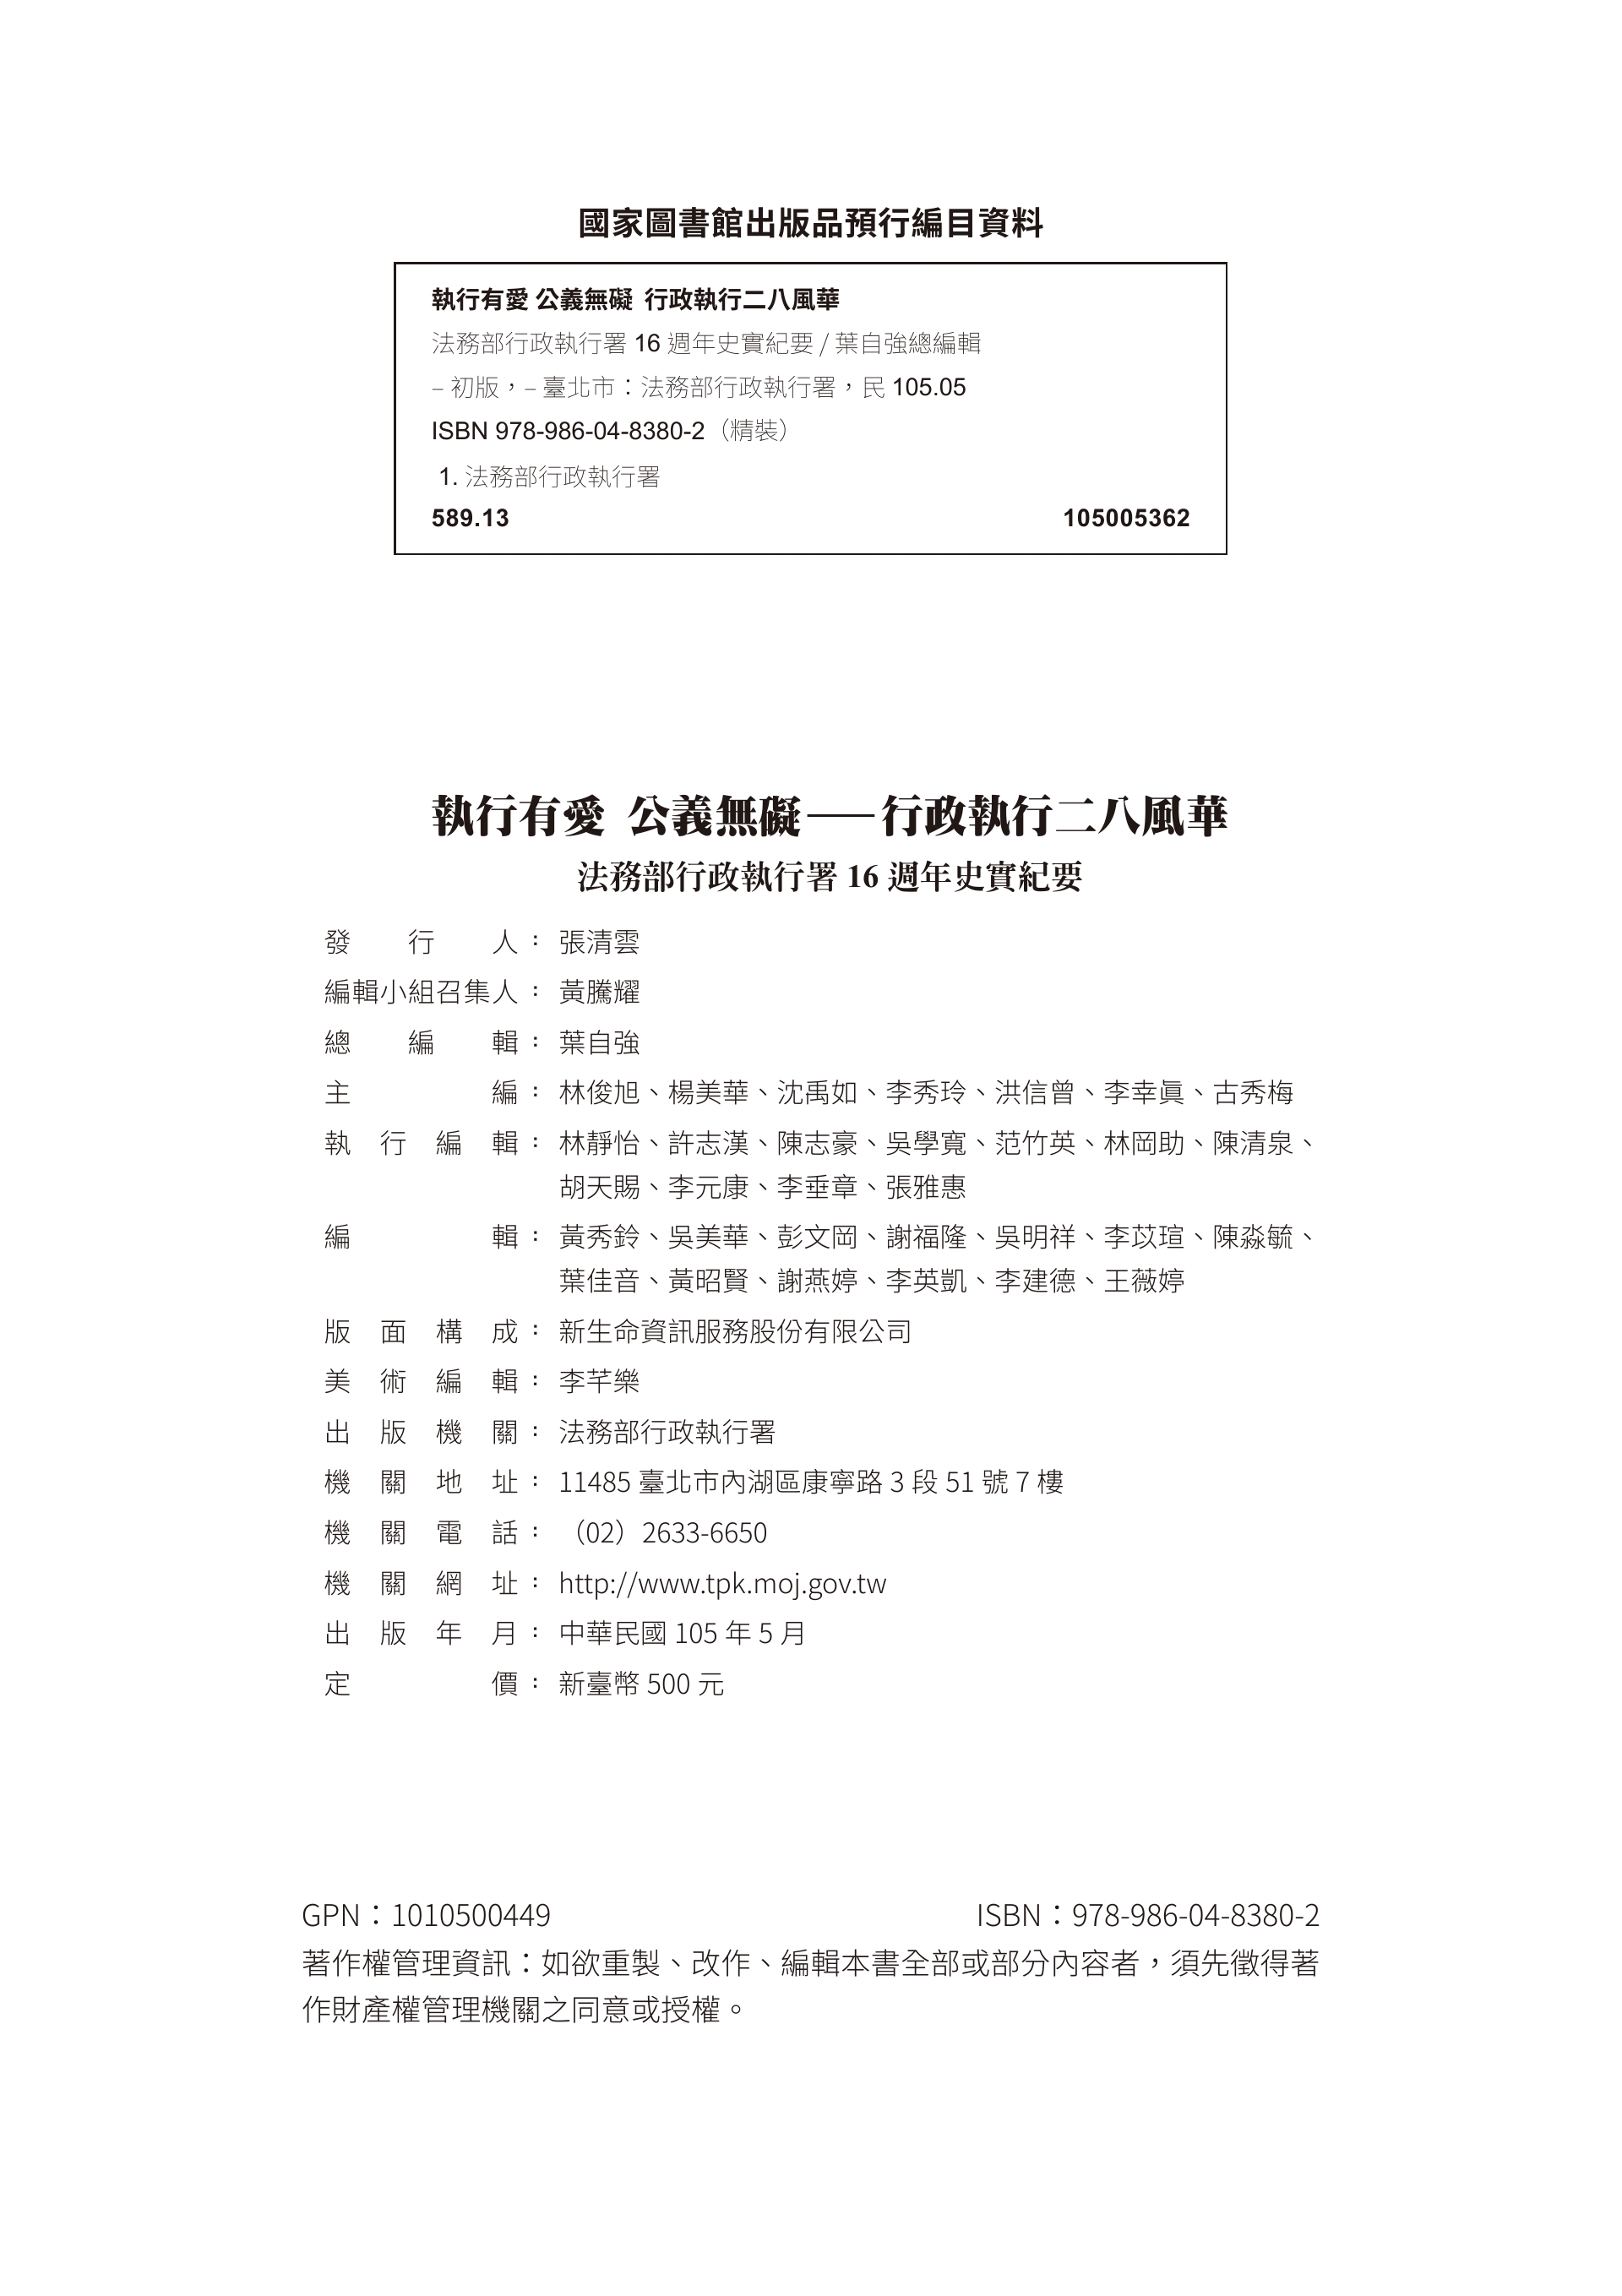 國家圖書館出版品預行編目資料
執行有愛 公義無礙 行政執行二八風華
法務部行政執行署 16 週年史實紀要 / 葉自強總編輯
– 初版，– 臺北市：法務部行政執行署，民 105.05
ISBN 978-986-04-8380-2（精裝）
1. 法務部行政執行署
589.13 105005362
執行有愛 公義無礙——行政執行二八風華
法務部行政執行署 16 週年史實紀要
發行人：張清雲
編輯小組召集人：黃騰耀
總編輯：葉自強
主編：林俊旭、楊美華、沈禹如、李秀玲、洪信曾、李幸眞、古秀梅
執行編輯：林靜怡、許志漢、陳志豪、吳學寬、范竹英、林岡助、陳清泉、
胡天賜、李元康、李垂章、張雅惠
編輯：黃秀鈴、吳美華、彭文岡、謝福隆、吳明祥、李苡瑄、陳淼毓、
葉佳音、黃昭賢、謝燕婷、李英凱、李建德、王薇婷
版面構成：新生命資訊服務股份有限公司
美術編輯：李芊樂
出版機關：法務部行政執行署
機關地址：11485 臺北市內湖區康寧路 3 段 51 號 7 樓
機關電話：（02）2633-6650
機關網址：http://www.tpk.moj.gov.tw
出版年月：中華民國 105 年 5 月
定價：新臺幣 500 元
GPN：1010500449 ISBN：978-986-04-8380-2
著作權管理資訊：如欲重製、改作、編輯本書全部或部分內容者，須先徵得著
作財產權管理機關之同意或授權。